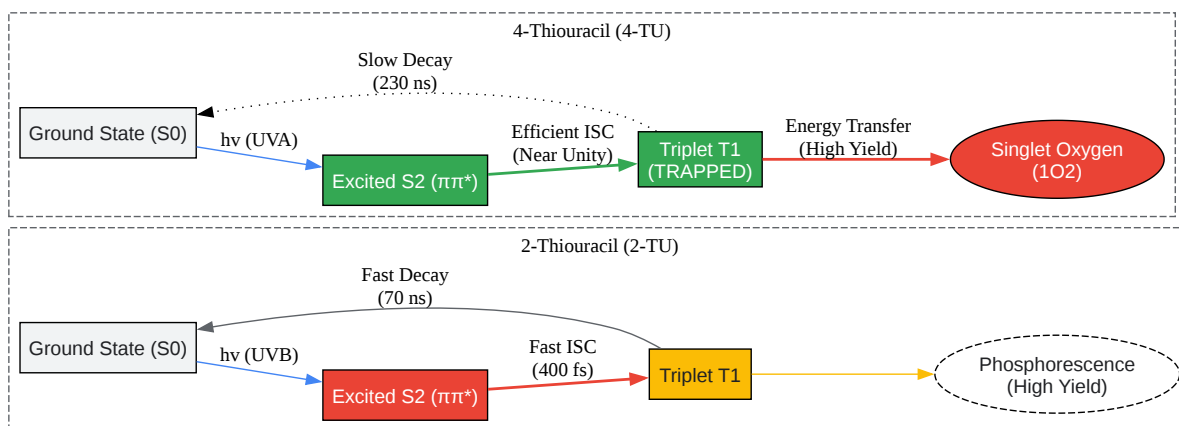 4-Thiouracil (4-TU)
Slow Decay
(230 ns)
Ground State (S0)
hv (UVA)
Excited S2 (ππ*)
Efficient ISC
(Near Unity)
Triplet T1
(TRAPPED)
Energy Transfer
(High Yield)
Singlet Oxygen
(1O2)
2-Thiouracil (2-TU)
Fast Decay
(70 ns)
Ground State (S0)
hv (UVB)
Excited S2 (ππ*)
Fast ISC
(400 fs)
Triplet T1
Phosphorescence
(High Yield)